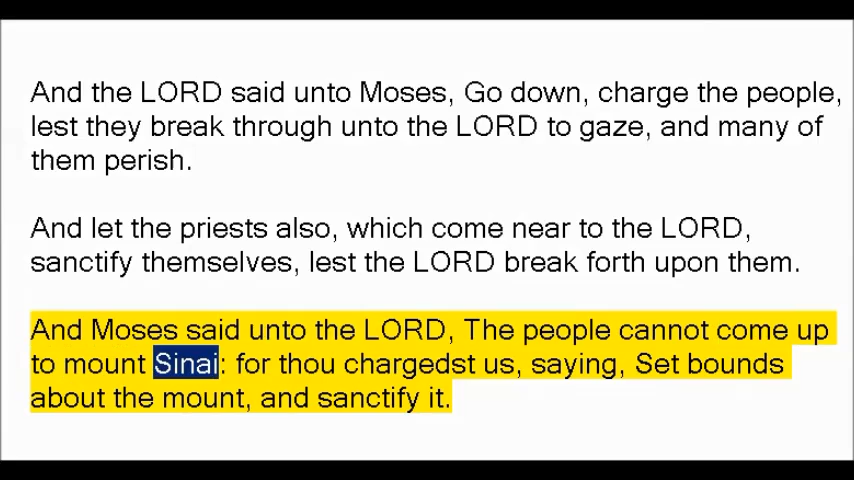 And the LORD said unto Moses, Go down, charge the people,
lest they break through unto the LORD to gaze, and many of
them perish.
And let the priests also, which come near to the LORD,
sanctify themselves, lest the LORD break forth upon them.
And Moses said unto the LORD, The people cannot come up
to mount Sinai: for thou chargedst us, saying, Set bounds
about the mount, and sanctify it.